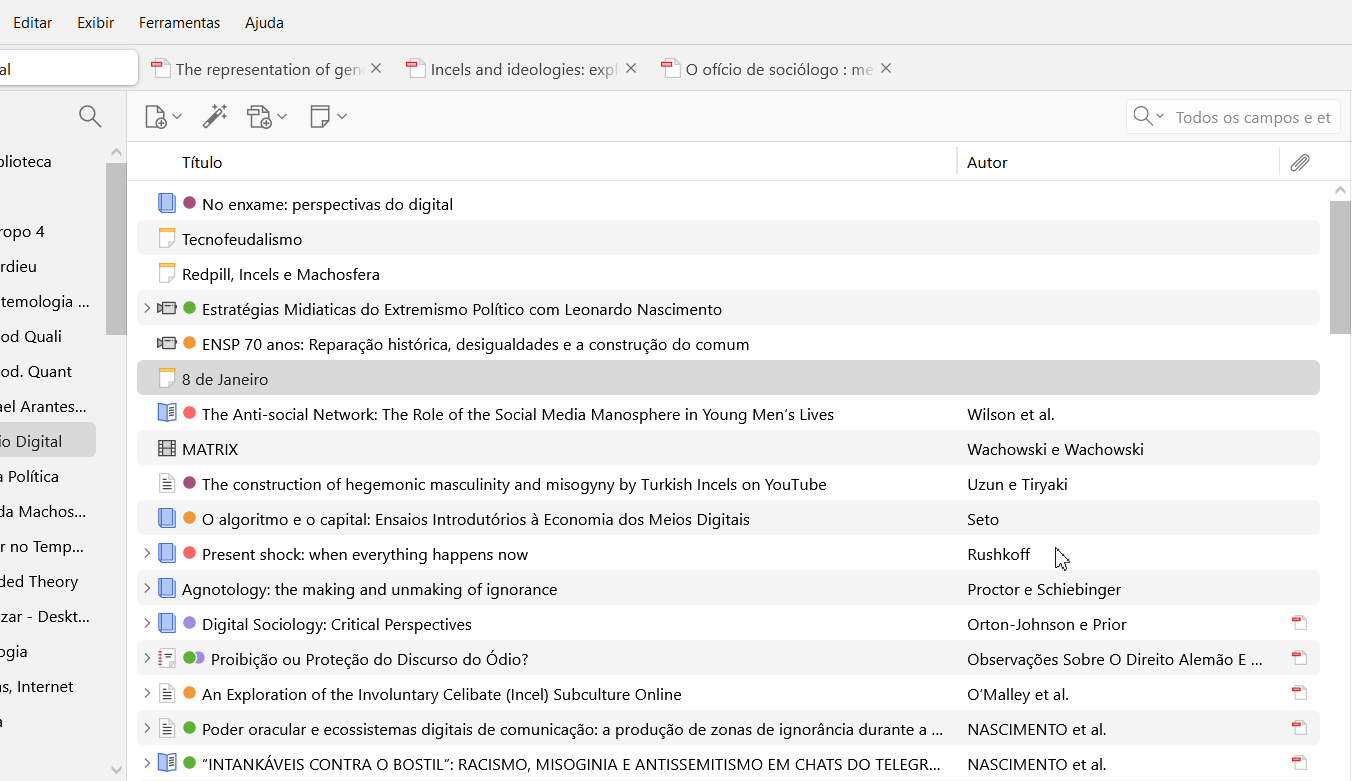 Editar Exibir Ferramentas Ajuda
al The representation of gen Incels and ideologies: expl O ofício de sociólogo : me
Todos os campos e et
Título Autor
blioteca
ropo 4
rdieu
temologia ...
od Quali
od. Quant
ael Arantes...
io Digital
a Política
da Machos...
r no Temp...
ded Theory
zar - Deskt...
ogia
as, Internet
a
No enxame: perspectivas do digital
Tecnofeudalismo
Redpill, Incels e Machosfera
Estratégias Midiaticas do Extremismo Político com Leonardo Nascimento
ENSP 70 anos: Reparação histórica, desigualdades e a construção do comum
8 de Janeiro
The Anti-social Network: The Role of the Social Media Manosphere in Young Men’s Lives Wilson et al.
MATRIX Wachowski e Wachowski
The construction of hegemonic masculinity and misogyny by Turkish Incels on YouTube Uzun e Tiryaki
O algoritmo e o capital: Ensaios Introdutórios à Economia dos Meios Digitais Seto
Present shock: when everything happens now Rushkoff
Agnotology: the making and unmaking of ignorance Proctor e Schiebinger
Digital Sociology: Critical Perspectives Orton-Johnson e Prior
Proibição ou Proteção do Discurso do Ódio? Observações Sobre O Direito Alemão E ...
An Exploration of the Involuntary Celibate (Incel) Subculture Online O’Malley et al.
Poder oracular e ecossistemas digitais de comunicação: a produção de zonas de ignorância durante a ... NASCIMENTO et al.
“INTANKÁVEIS CONTRA O BOSTIL”: RACISMO, MISOGINIA E ANTISSEMITISMO EM CHATS DO TELEGR... NASCIMENTO et al.